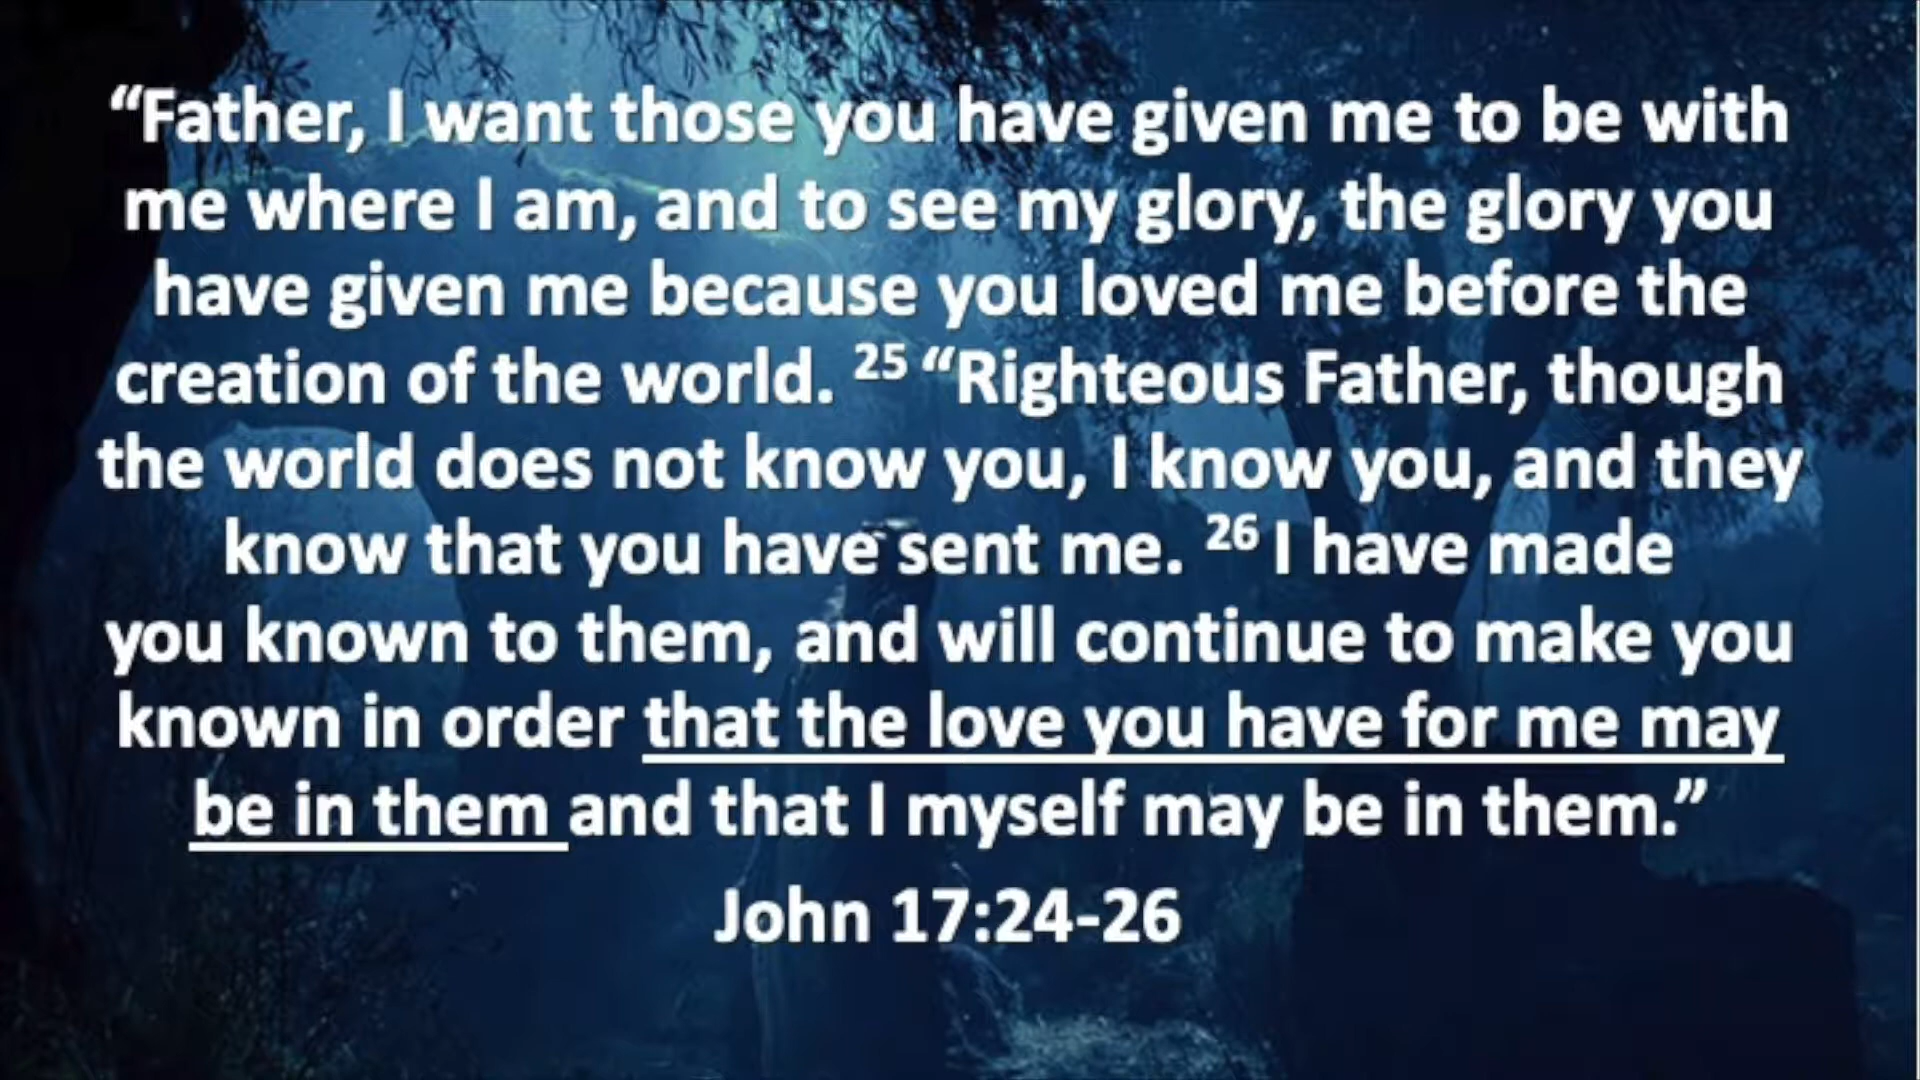 “Father, I want those you have given me to be with
me where I am, and to see my glory, the glory you
have given me because you loved me before the
creation of the world. 25 “Righteous Father, though
the world does not know you, I know you, and they
know that you have sent me. 26 I have made
you known to them, and will continue to make you
known in order that the love you have for me may
be in them and that I myself may be in them.”
John 17:24-26